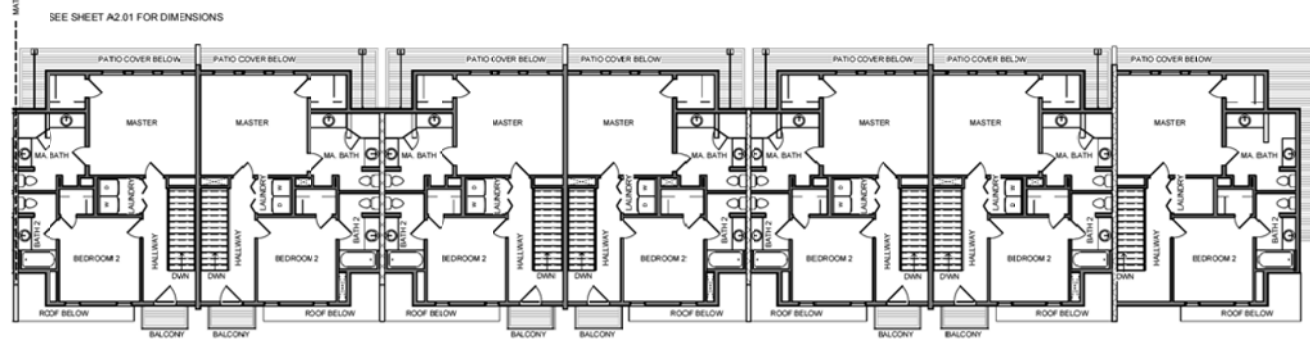 MAT
SEE SHEET A2.01 FOR DIMENSIONS
PATIO COVER BELOW PATIO COVER BELOW PATIO COVER BELOW PATIO COVER BELOW PATIO COVER BELOW PATIO COVER BELOW PATIO COVER BELOW
MASTER MASTER MASTER MASTER MASTER MASTER MASTER
MA. BATH MA. BATH MA. BATH MA. BATH MA. BATH MA. BATH MA. BATH
LAUNDRY LAUNDRY LAUNDRY LAUNDRY LAUNDRY LAUNDRY LAUNDRY
BATH 2 HALLWAY HALLWAY BATH 2 BATH 2 HALLWAY HALLWAY BATH 2 BATH 2 HALLWAY HALLWAY BATH 2 HALLWAY BATH 2
BEDROOM 2 BEDROOM 2 BEDROOM 2 BEDROOM 2 BEDROOM 2 BEDROOM 2 BEDROOM 2
DWN DWN DWN DWN DWN DWN DWN
ROOF BELOW ROOF BELOW ROOF BELOW ROOF BELOW ROOF BELOW ROOF BELOW ROOF BELOW
BALCONY BALCONY BALCONY BALCONY BALCONY BALCONY